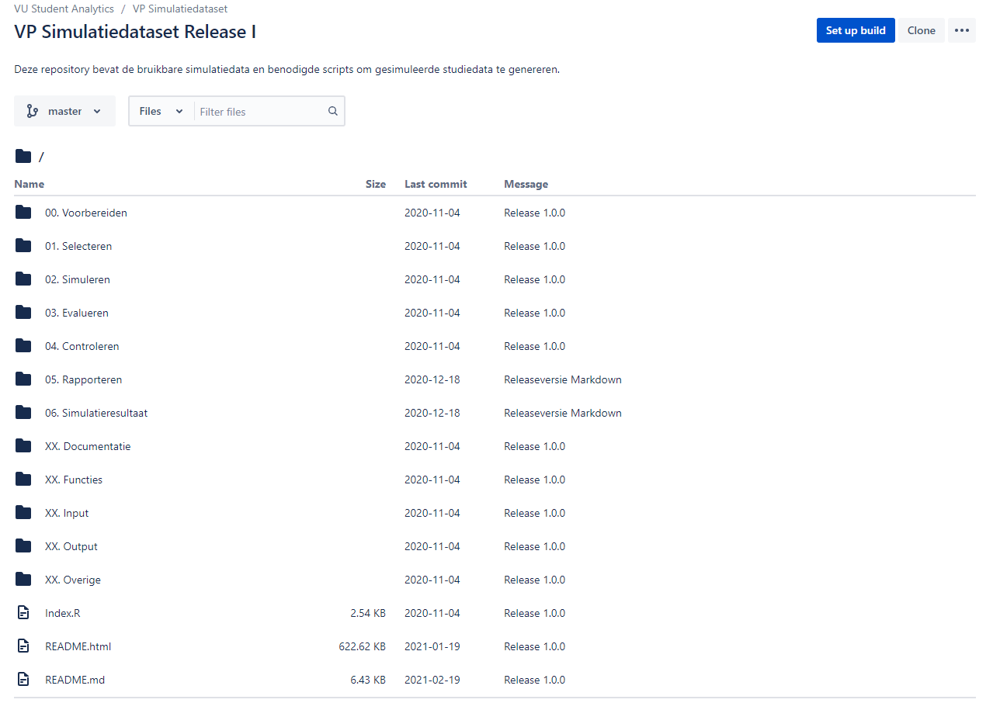 VU Student Analytics / VP Simulatiedataset
VP Simulatiedataset Release I
Set up build
Clone
Deze repository bevat de bruikbare simulatiedata en benodigde scripts om gesimuleerde studiedata te genereren.
master
Files
Filter files
/
Name Size Last commit Message
00. Voorbereiden 2020-11-04 Release 1.0.0
01. Selecteren 2020-11-04 Release 1.0.0
02. Simuleren 2020-11-04 Release 1.0.0
03. Evalueren 2020-11-04 Release 1.0.0
04. Controleren 2020-11-04 Release 1.0.0
05. Rapporteren 2020-12-18 Releaseversie Markdown
06. Simulatieresultaat 2020-12-18 Releaseversie Markdown
XX. Documentatie 2020-11-04 Release 1.0.0
XX. Functies 2020-11-04 Release 1.0.0
XX. Input 2020-11-04 Release 1.0.0
XX. Output 2020-11-04 Release 1.0.0
XX. Overige 2020-11-04 Release 1.0.0
Index.R 2.54 KB 2020-11-04 Release 1.0.0
README.html 622.62 KB 2021-01-19 Release 1.0.0
README.md 6.43 KB 2021-02-19 Release 1.0.0